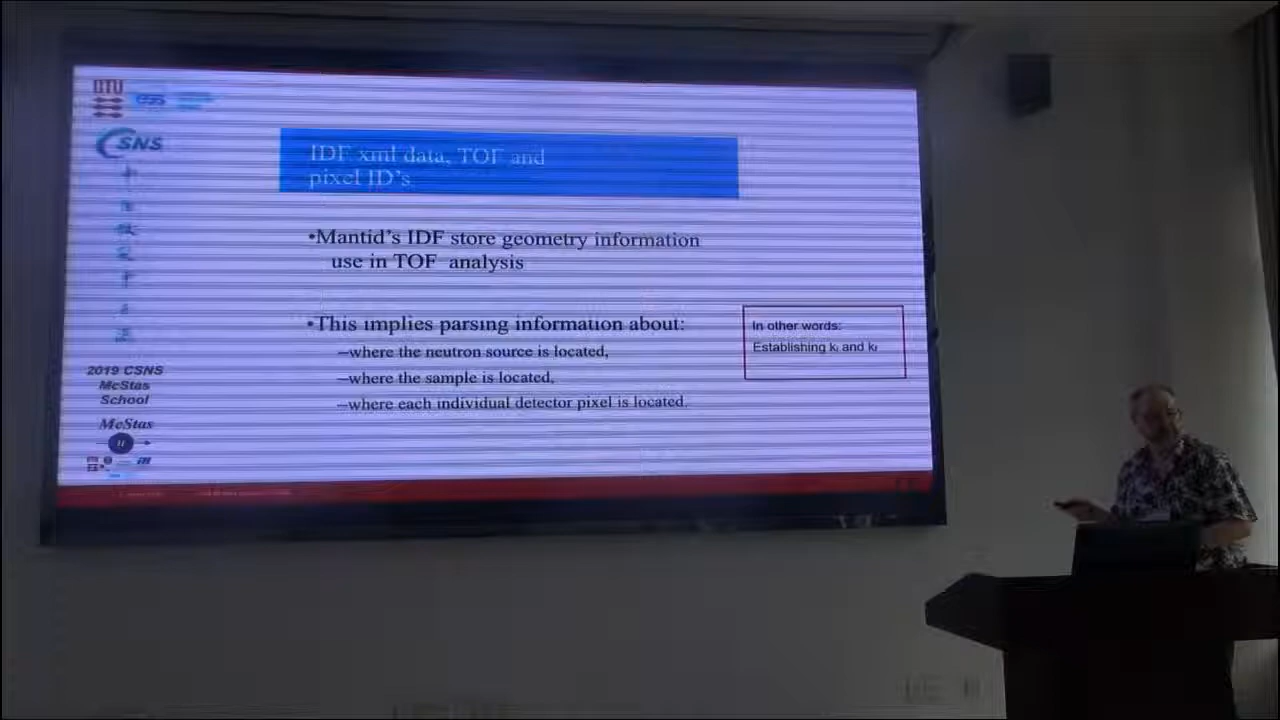 DTU
ess
CSNS
IDF xml data, TOF and
pixel ID's
•Mantid's IDF store geometry information
use in TOF analysis
•This implies parsing information about:
–where the neutron source is located,
–where the sample is located,
–where each individual detector pixel is located.
In other words:
Establishing kᵢ and kf
2019 CSNS
McStas
School
McStas